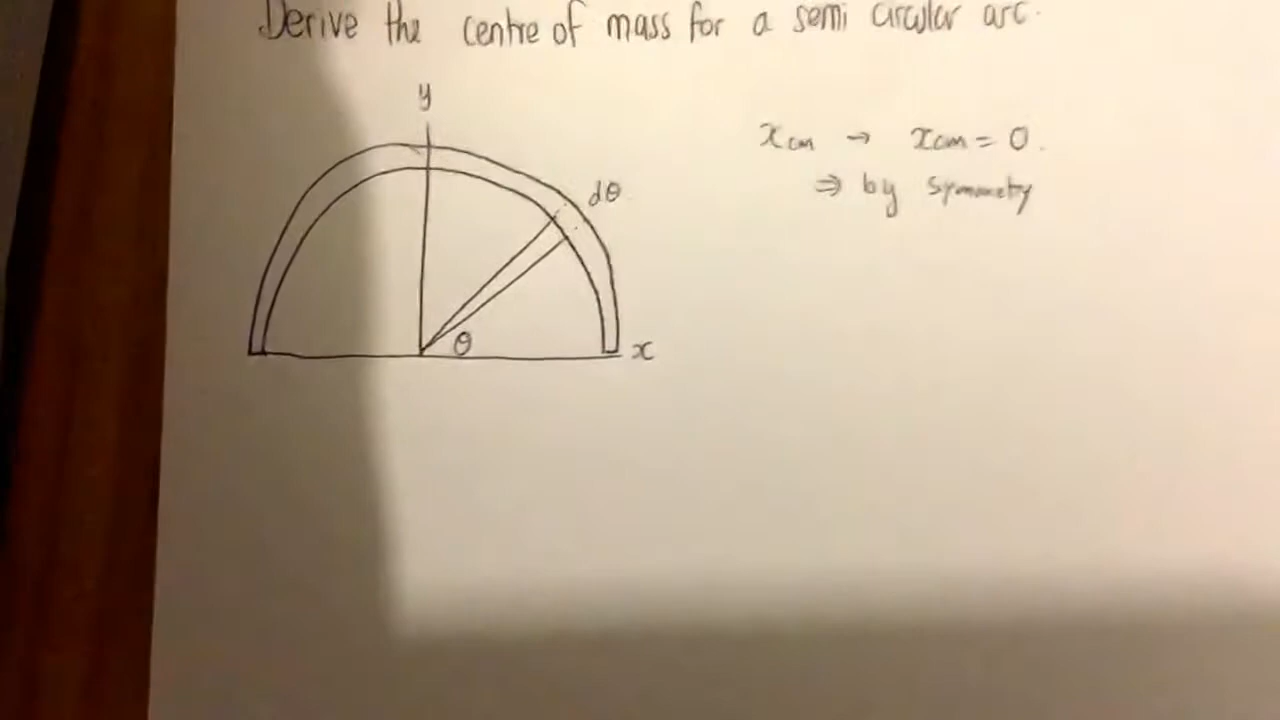 Derive the centre of mass for a semi circular arc.
y
x_cm → x_cm = 0.
⇒ by symmetry
dθ
θ
x